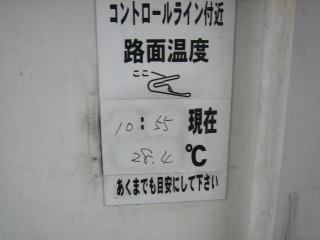 コントロールライン付近
路面温度
ここ
10:55 現在
28.4 ℃
あくまでも目安にして下さい